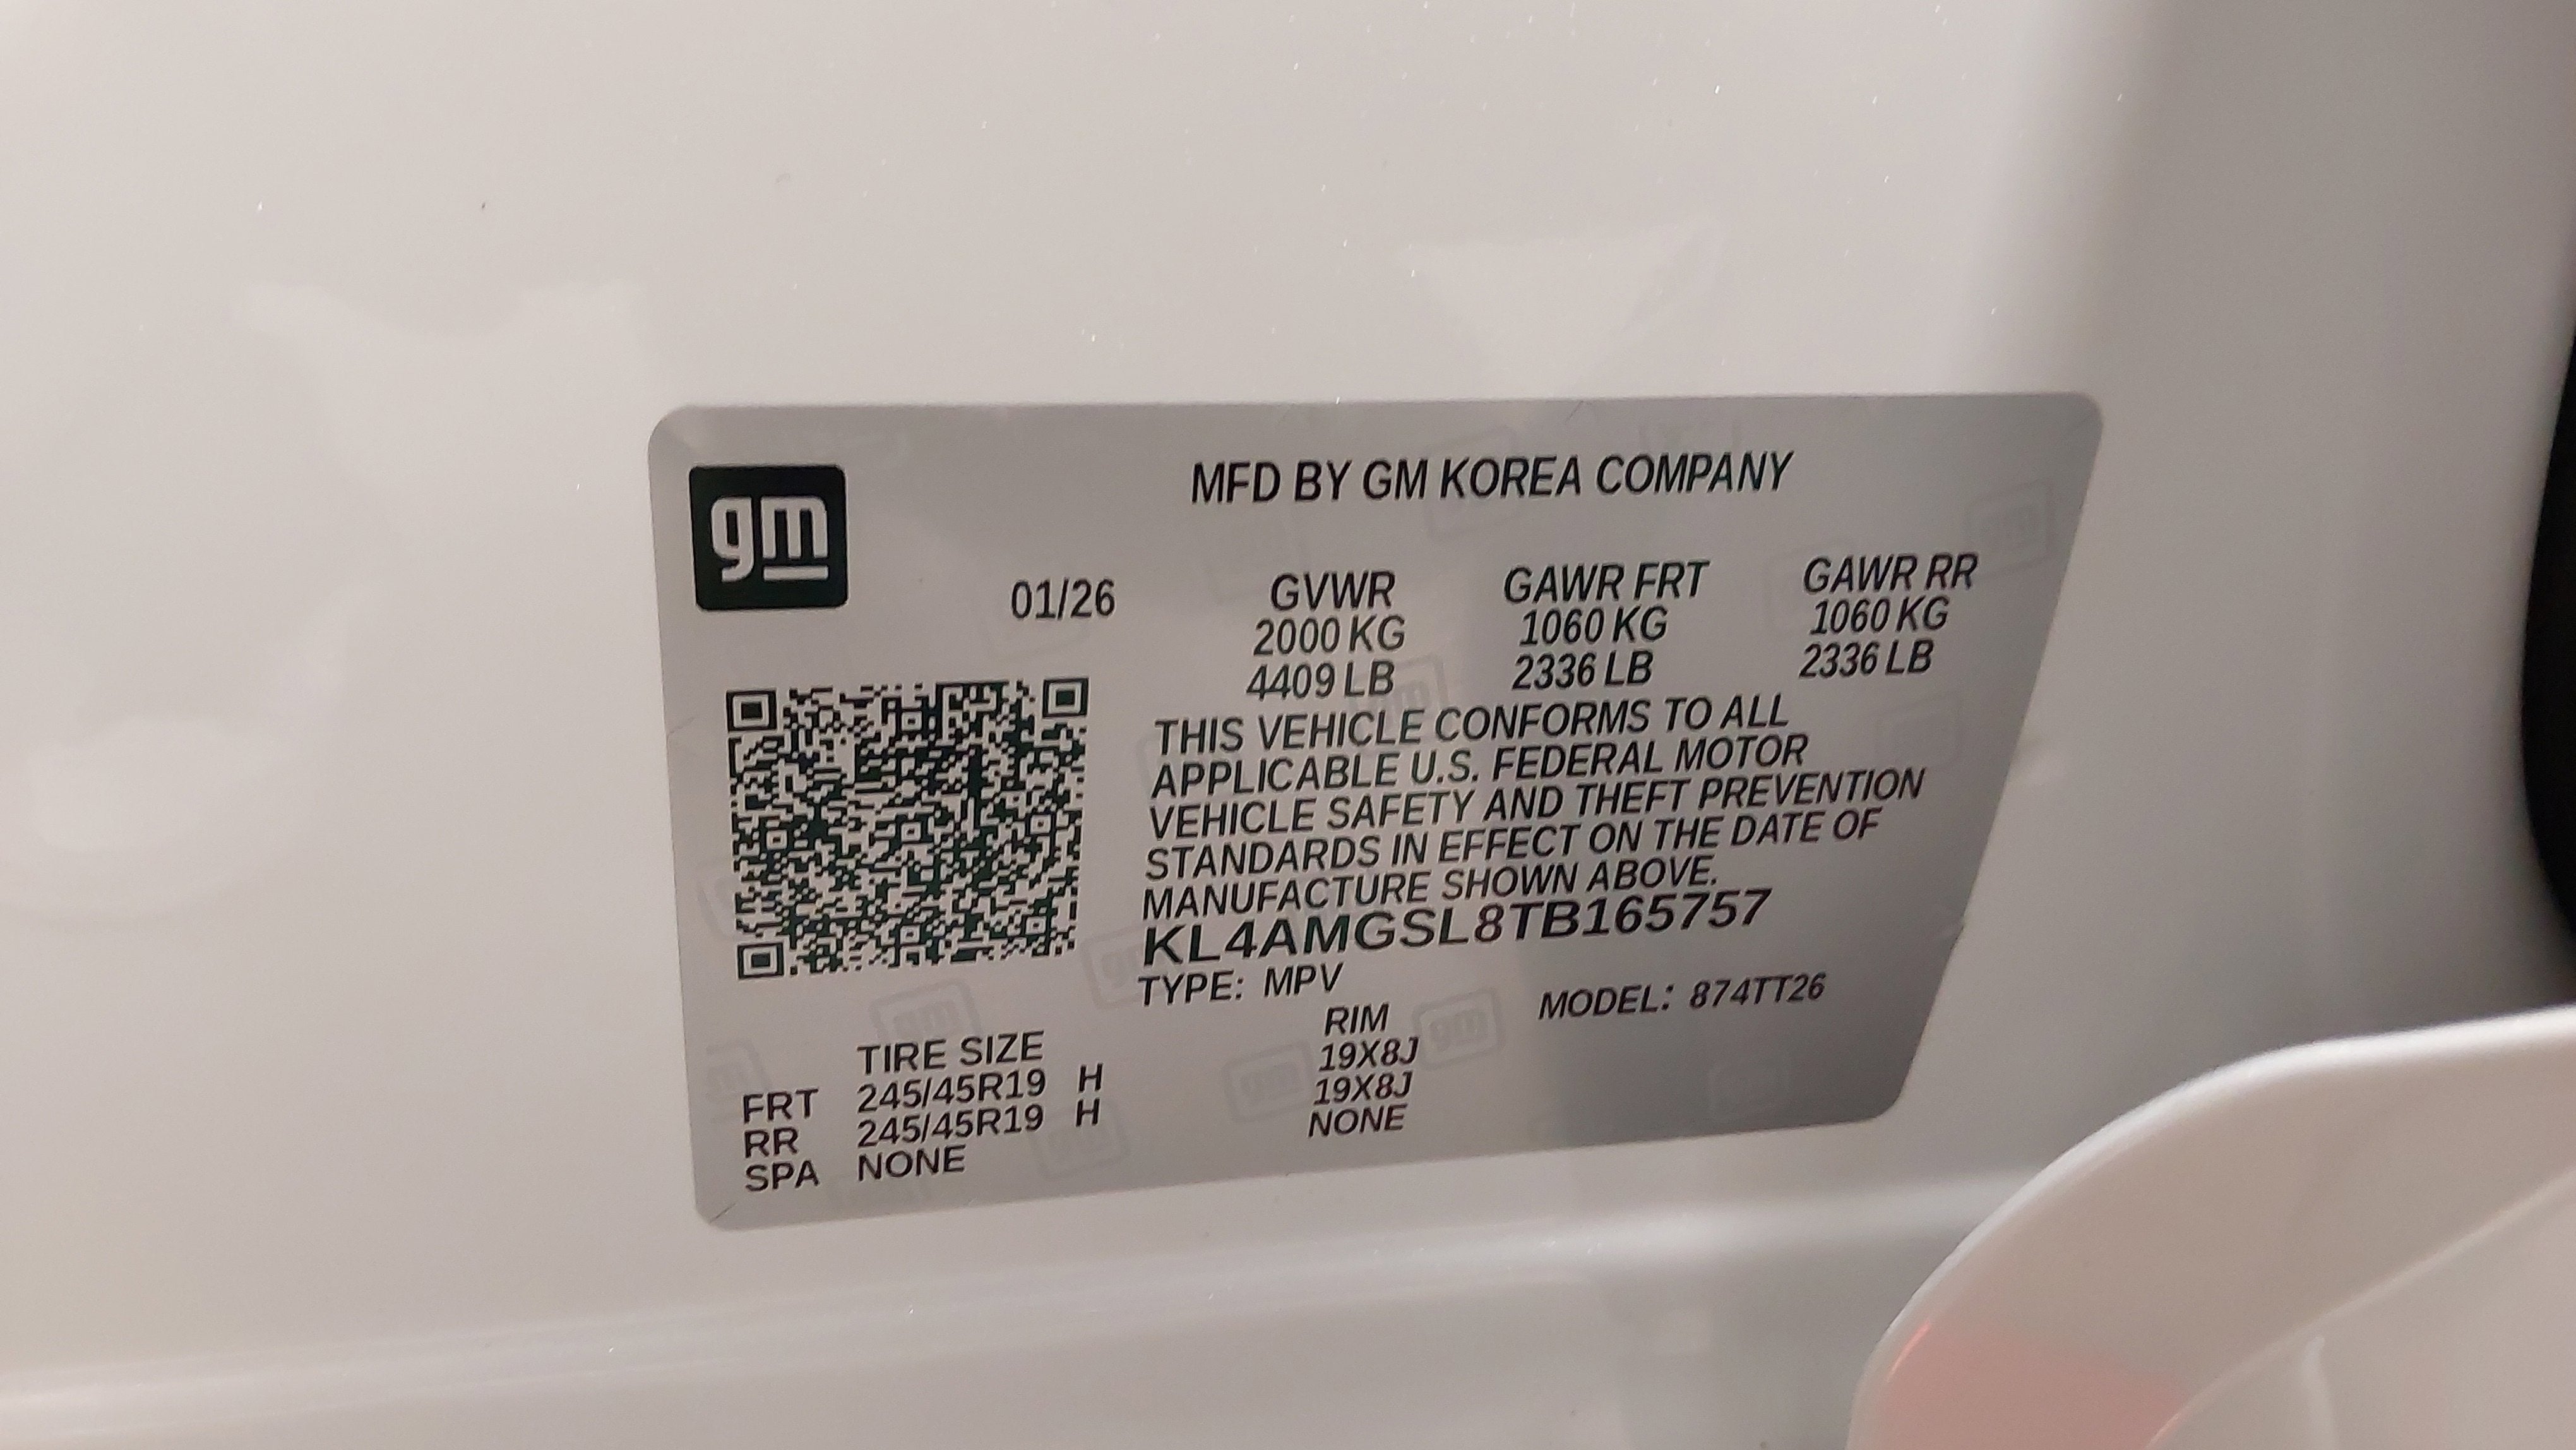 gm
MFD BY GM KOREA COMPANY
01/26 GVWR GAWR FRT GAWR RR
2000 KG 1060 KG 1060 KG
4409 LB 2336 LB 2336 LB
THIS VEHICLE CONFORMS TO ALL
APPLICABLE U.S. FEDERAL MOTOR
VEHICLE SAFETY AND THEFT PREVENTION
STANDARDS IN EFFECT ON THE DATE OF
MANUFACTURE SHOWN ABOVE.
KL4AMGSL8TB165757
TYPE: MPV MODEL: 874TT26
TIRE SIZE RIM
FRT 245/45R19 H 19X8J
RR 245/45R19 H 19X8J
SPA NONE NONE